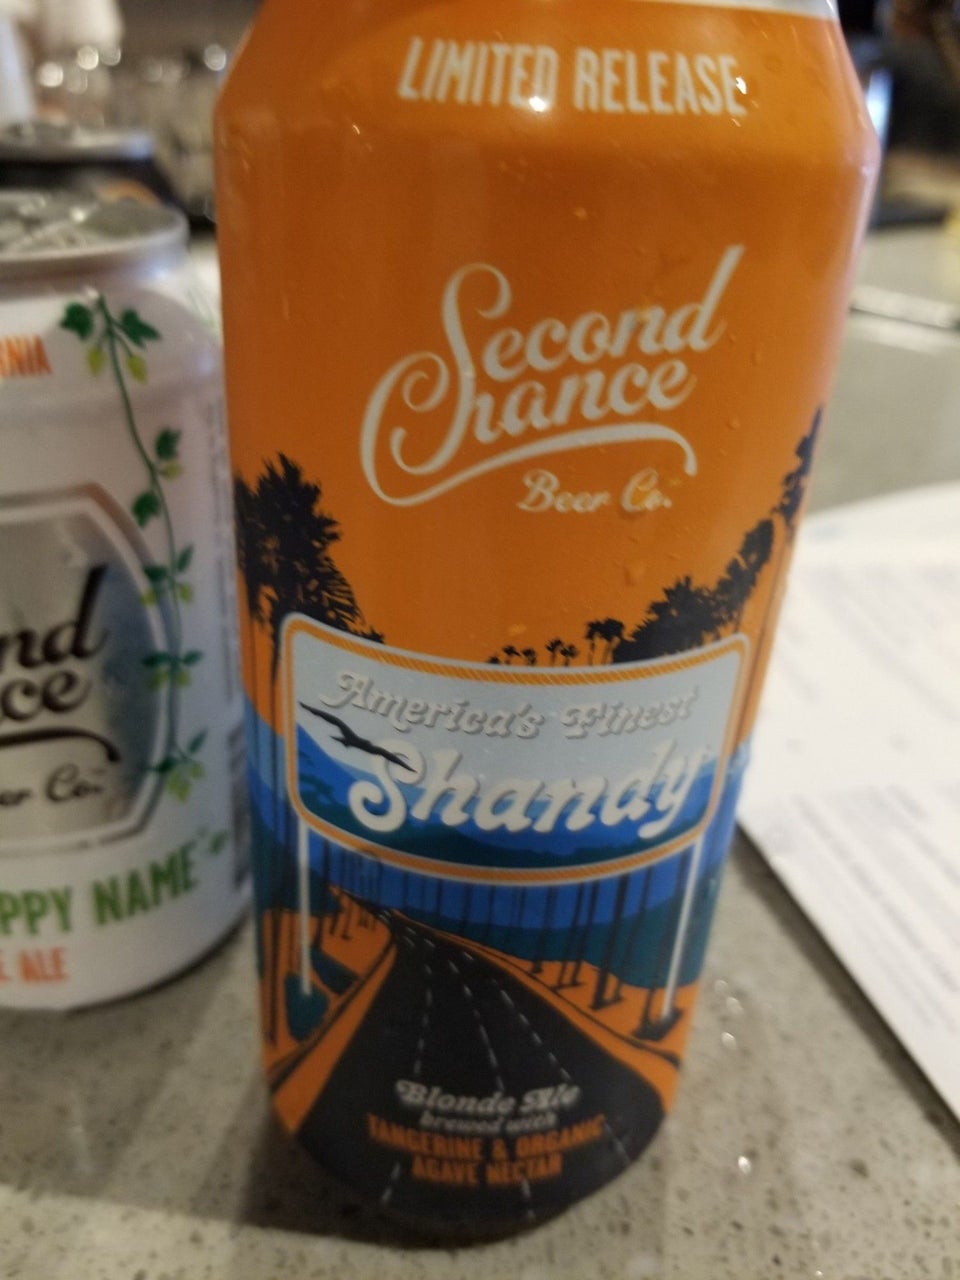 LIMITED RELEASE
Second
Chance
Beer Co.
America's Finest
Shandy
Blonde Ale
brewed with
TANGERINE & ORGANIC
AGAVE NECTAR
RNIA
nd
ce
er Co.
PPY NAME
E ALE